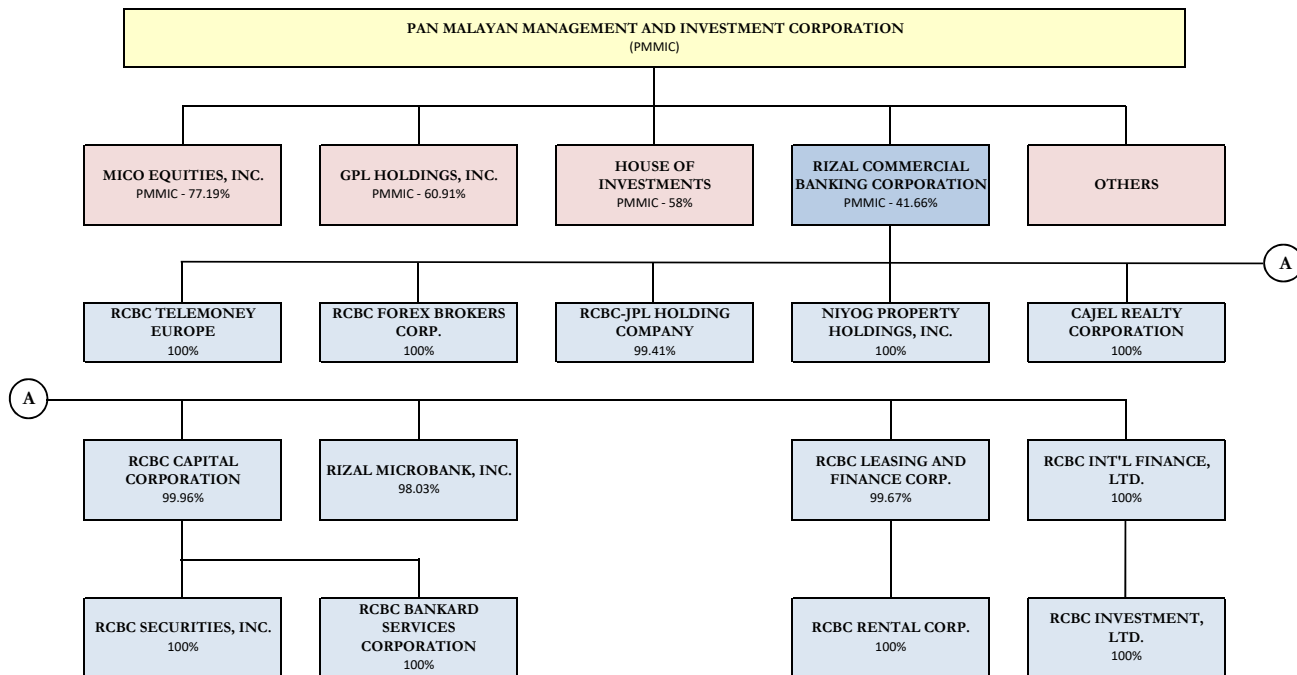 PAN MALAYAN MANAGEMENT AND INVESTMENT CORPORATION
(PMMIC)
MICO EQUITIES, INC.
PMMIC - 77.19%
GPL HOLDINGS, INC.
PMMIC - 60.91%
HOUSE OF
INVESTMENTS
PMMIC - 58%
RIZAL COMMERCIAL
BANKING CORPORATION
PMMIC - 41.66%
OTHERS
A
RCBC TELEMONEY
EUROPE
100%
RCBC FOREX BROKERS
CORP.
100%
RCBC-JPL HOLDING
COMPANY
99.41%
NIYOG PROPERTY
HOLDINGS, INC.
100%
CAJEL REALTY
CORPORATION
100%
A
RCBC CAPITAL
CORPORATION
99.96%
RIZAL MICROBANK, INC.
98.03%
RCBC LEASING AND
FINANCE CORP.
99.67%
RCBC INT'L FINANCE,
LTD.
100%
RCBC SECURITIES, INC.
100%
RCBC BANKARD
SERVICES
CORPORATION
100%
RCBC RENTAL CORP.
100%
RCBC INVESTMENT,
LTD.
100%